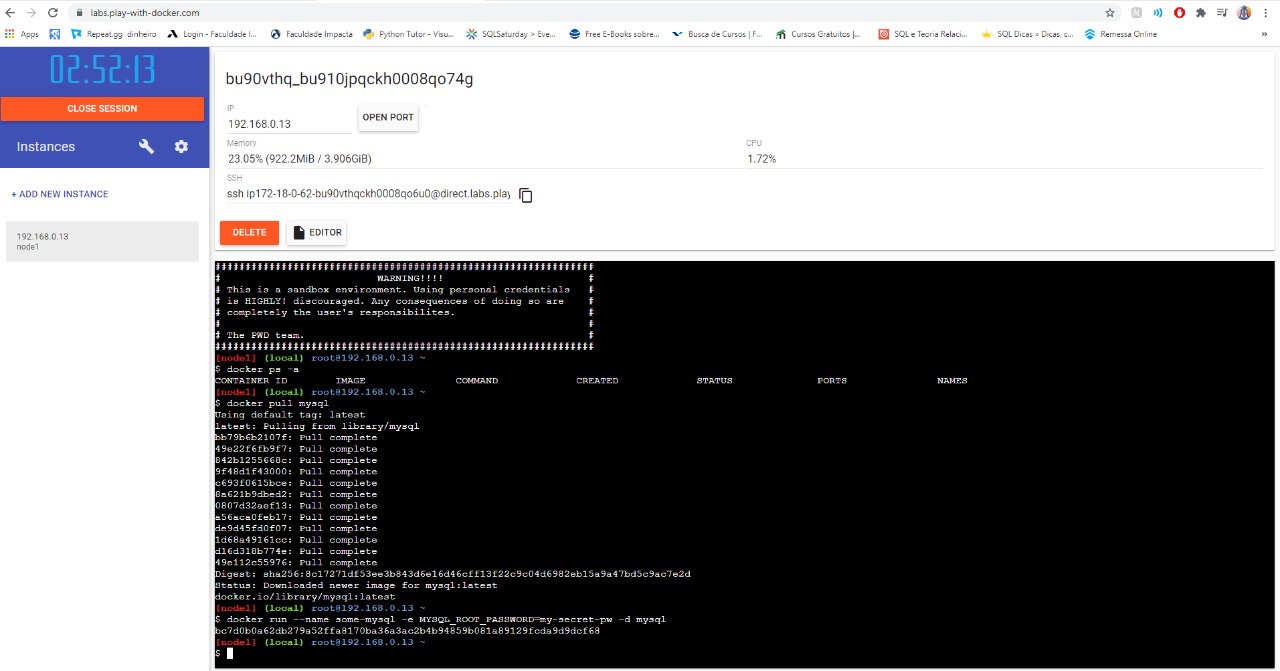 labs.play-with-docker.com
Apps
Repeat.gg dinheiro
Login - Faculdade I...
Faculdade Impacta
Python Tutor - Visu...
SQLSaturday > Eve...
Free E-Books sobre...
Busca de Cursos | F...
Cursos Gratuitos |...
SQL e Teoria Relaci...
SQL Dicas » Dicas, c...
Remessa Online
»
02:52:13
CLOSE SESSION
Instances
+ ADD NEW INSTANCE
192.168.0.13
node1
bu90vthq_bu910jpqckh0008qo74g
IP
192.168.0.13
OPEN PORT
Memory
23.05% (922.2MiB / 3.906GiB)
CPU
1.72%
SSH
ssh ip172-18-0-62-bu90vthqckh0008qo6u0@direct.labs.play
DELETE
EDITOR
###############################################################
# WARNING!!!! #
# This is a sandbox environment. Using personal credentials #
# is HIGHLY! discouraged. Any consequences of doing so are #
# completely the user's responsibilites. #
# #
# The PWD team. #
###############################################################
[node1] (local) root@192.168.0.13 ~
$ docker ps -a
CONTAINER ID IMAGE COMMAND CREATED STATUS PORTS NAMES
[node1] (local) root@192.168.0.13 ~
$ docker pull mysql
Using default tag: latest
latest: Pulling from library/mysql
bb79b6b2107f: Pull complete
49e22f6fb9f7: Pull complete
842b1255668c: Pull complete
9f48d1f43000: Pull complete
c693f0615bce: Pull complete
8a621b9dbed2: Pull complete
0807d32aef13: Pull complete
a56aca0feb17: Pull complete
de9d45fd0f07: Pull complete
1d68a49161cc: Pull complete
d16d318b774e: Pull complete
49e112c55976: Pull complete
Digest: sha256:8c17271df53ee3b843d6e16d46cff13f22c9c04d6982eb15a9a47bd5c9ac7e2d
Status: Downloaded newer image for mysql:latest
docker.io/library/mysql:latest
[node1] (local) root@192.168.0.13 ~
$ docker run --name some-mysql -e MYSQL_ROOT_PASSWORD=my-secret-pw -d mysql
bc7d0b0a62db279a52ffa8170ba36a3ac2b4b94859b081a89129fcda9d9dcf68
[node1] (local) root@192.168.0.13 ~
$